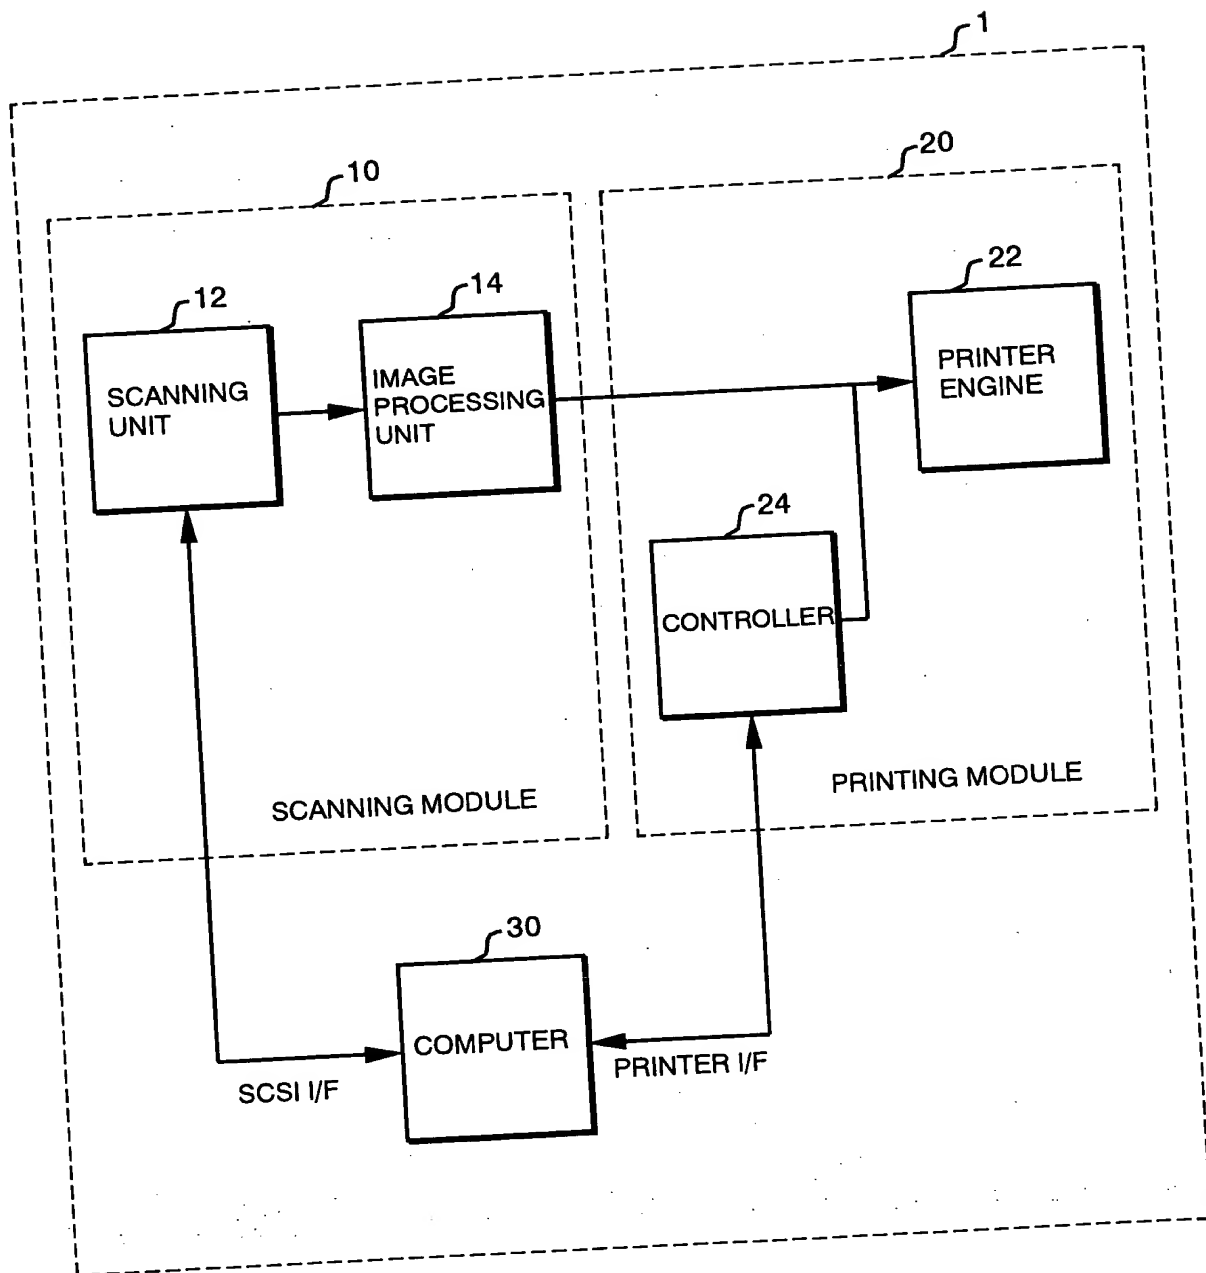 1
10
20
12
SCANNING
UNIT
14
IMAGE
PROCESSING
UNIT
22
PRINTER
ENGINE
24
CONTROLLER
SCANNING MODULE
PRINTING MODULE
30
COMPUTER
SCSI I/F
PRINTER I/F